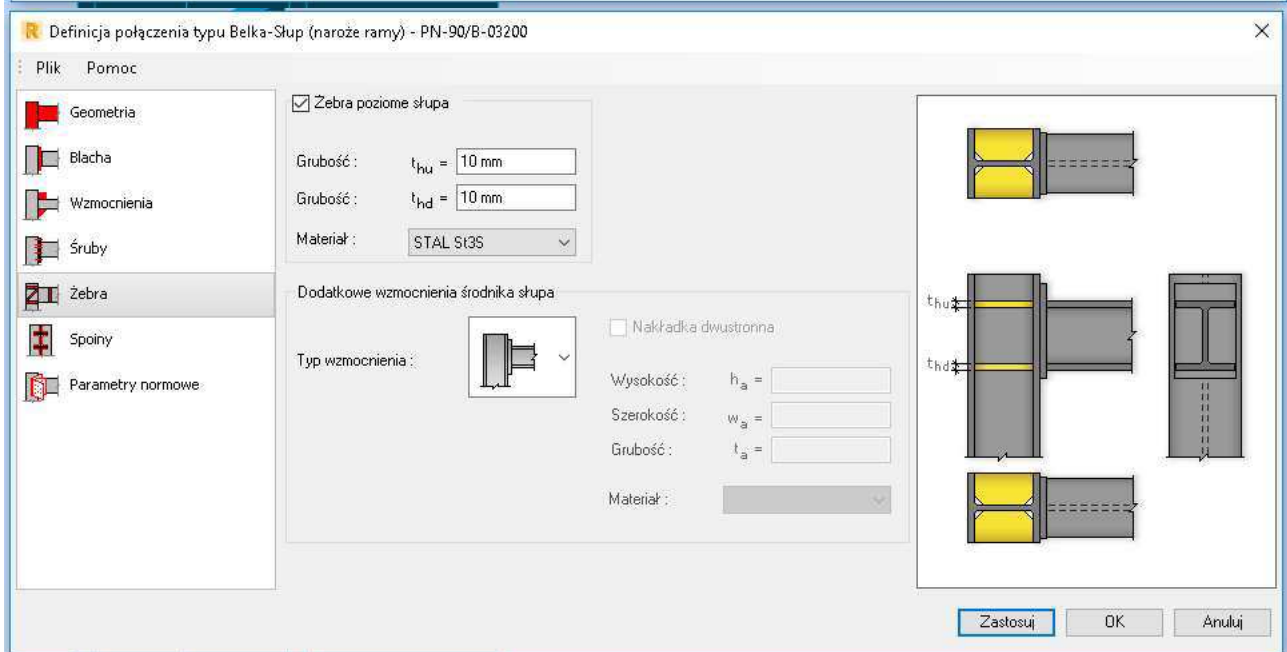 Definicja połączenia typu Belka-Słup (naroże ramy) - PN-90/B-03200
Plik Pomoc
Geometria
Blacha
Wzmocnienia
Śruby
Żebra
Spoiny
Parametry normowe
Żebra poziome słupa
Grubość : thu = 10 mm
Grubość : thd = 10 mm
Materiał : STAL St3S
Dodatkowe wzmocnienia środnika słupa
Typ wzmocnienia :
Nakładka dwustronna
Wysokość : ha =
Szerokość : wa =
Grubość : ta =
Materiał :
thu
thd
Zastosuj OK Anuluj